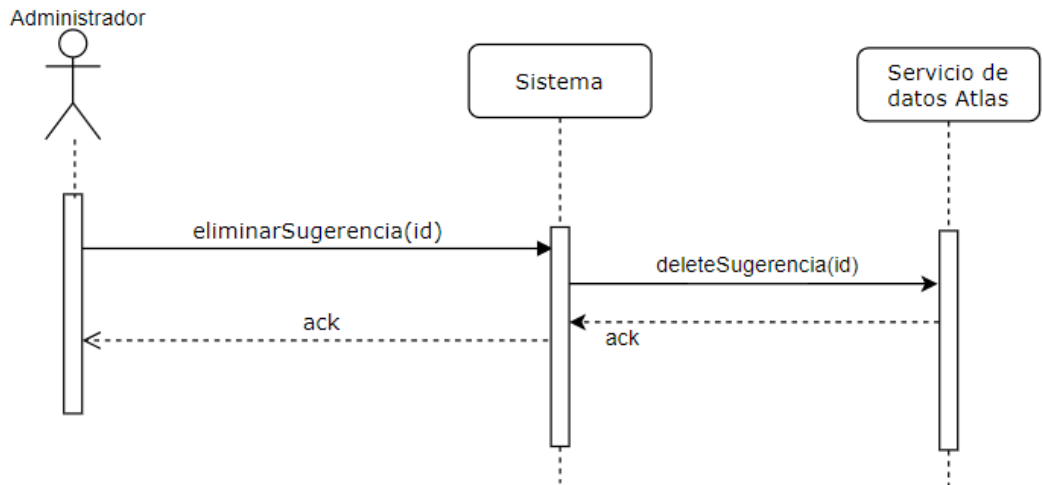 Administrador
Sistema
Servicio de
datos Atlas
eliminarSugerencia(id)
deleteSugerencia(id)
ack
ack